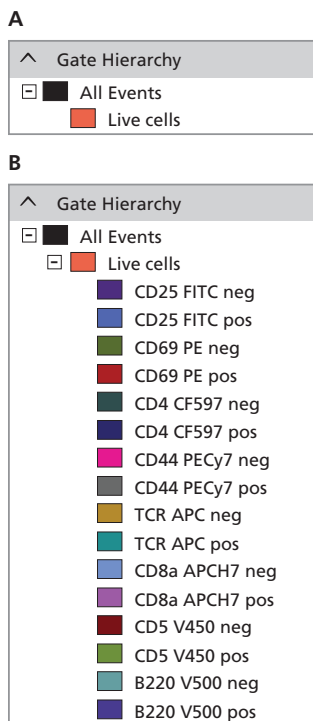 A
Gate Hierarchy
All Events
Live cells
B
Gate Hierarchy
All Events
Live cells
CD25 FITC neg
CD25 FITC pos
CD69 PE neg
CD69 PE pos
CD4 CF597 neg
CD4 CF597 pos
CD44 PECy7 neg
CD44 PECy7 pos
TCR APC neg
TCR APC pos
CD8a APCH7 neg
CD8a APCH7 pos
CD5 V450 neg
CD5 V450 pos
B220 V500 neg
B220 V500 pos